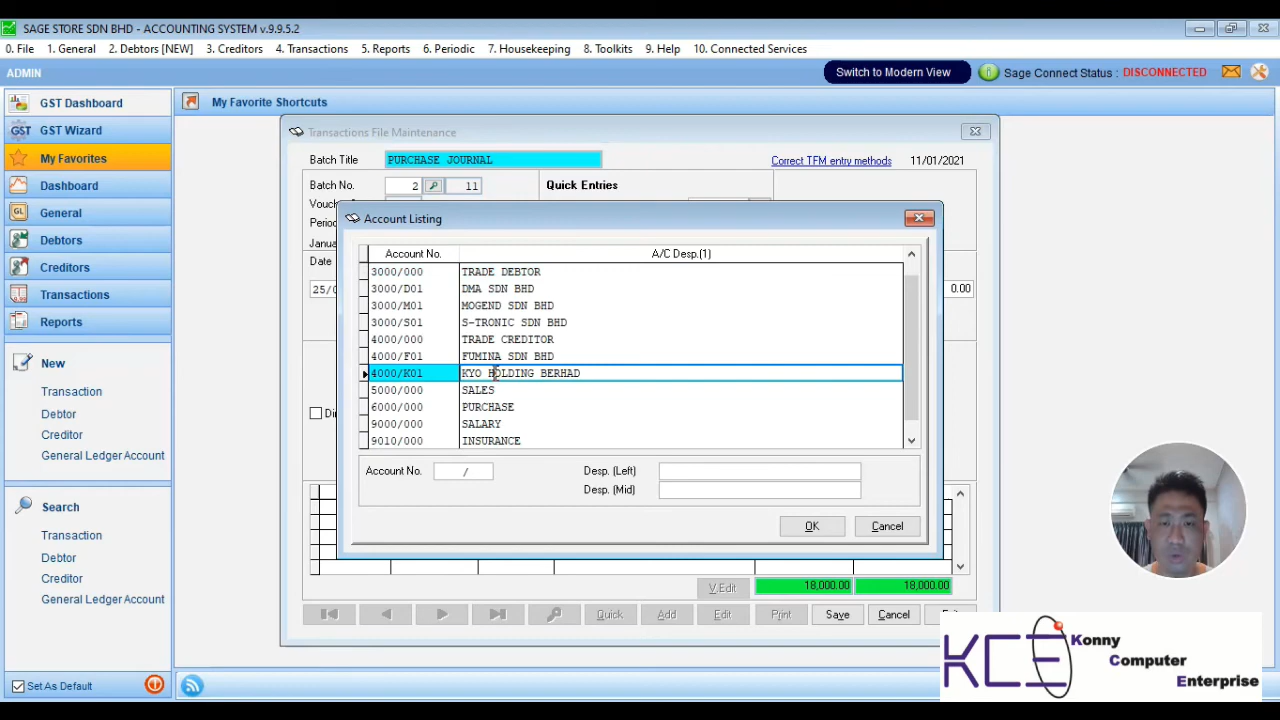 SAGE STORE SDN BHD - ACCOUNTING SYSTEM v.9.9.5.2
0. File 1. General 2. Debtors [NEW] 3. Creditors 4. Transactions 5. Reports 6. Periodic 7. Housekeeping 8. Toolkits 9. Help 10. Connected Services
ADMIN Switch to Modern View Sage Connect Status : DISCONNECTED
GST Dashboard
GST Wizard
My Favorites
Dashboard
General
Debtors
Creditors
Transactions
Reports
New
Transaction
Debtor
Creditor
General Ledger Account
Search
Transaction
Debtor
Creditor
General Ledger Account
Set As Default
My Favorite Shortcuts
Transactions File Maintenance
Batch Title PURCHASE JOURNAL Correct TFM entry methods 11/01/2021
Batch No. 2 11 Quick Entries
Period
January
Date
25/0
0.00
Account Listing
Account No. A/C Desp.(1)
3000/000 TRADE DEBTOR
3000/D01 DMA SDN BHD
3000/M01 MOGEND SDN BHD
3000/S01 S-TRONIC SDN BHD
4000/000 TRADE CREDITOR
4000/F01 FUMINA SDN BHD
4000/K01 KYO HOLDING BERHAD
5000/000 SALES
6000/000 PURCHASE
9000/000 SALARY
9010/000 INSURANCE
Account No. / Desp. (Left)
Desp. (Mid)
OK Cancel
V.Edit 18,000.00 18,000.00
Quick Add Edit Print Save Cancel
KCE Konny
Computer
Enterprise